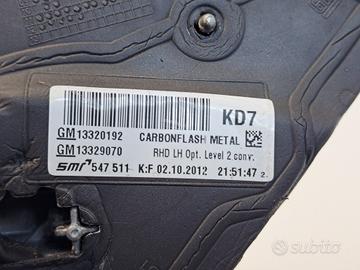 KD7
GM 13320192 CARBONFLASH METAL
GM 13329070 RHD LH Opt. Level 2 conv.
smr 547 511 K:F 02.10.2012 21:51:47 2.
subito